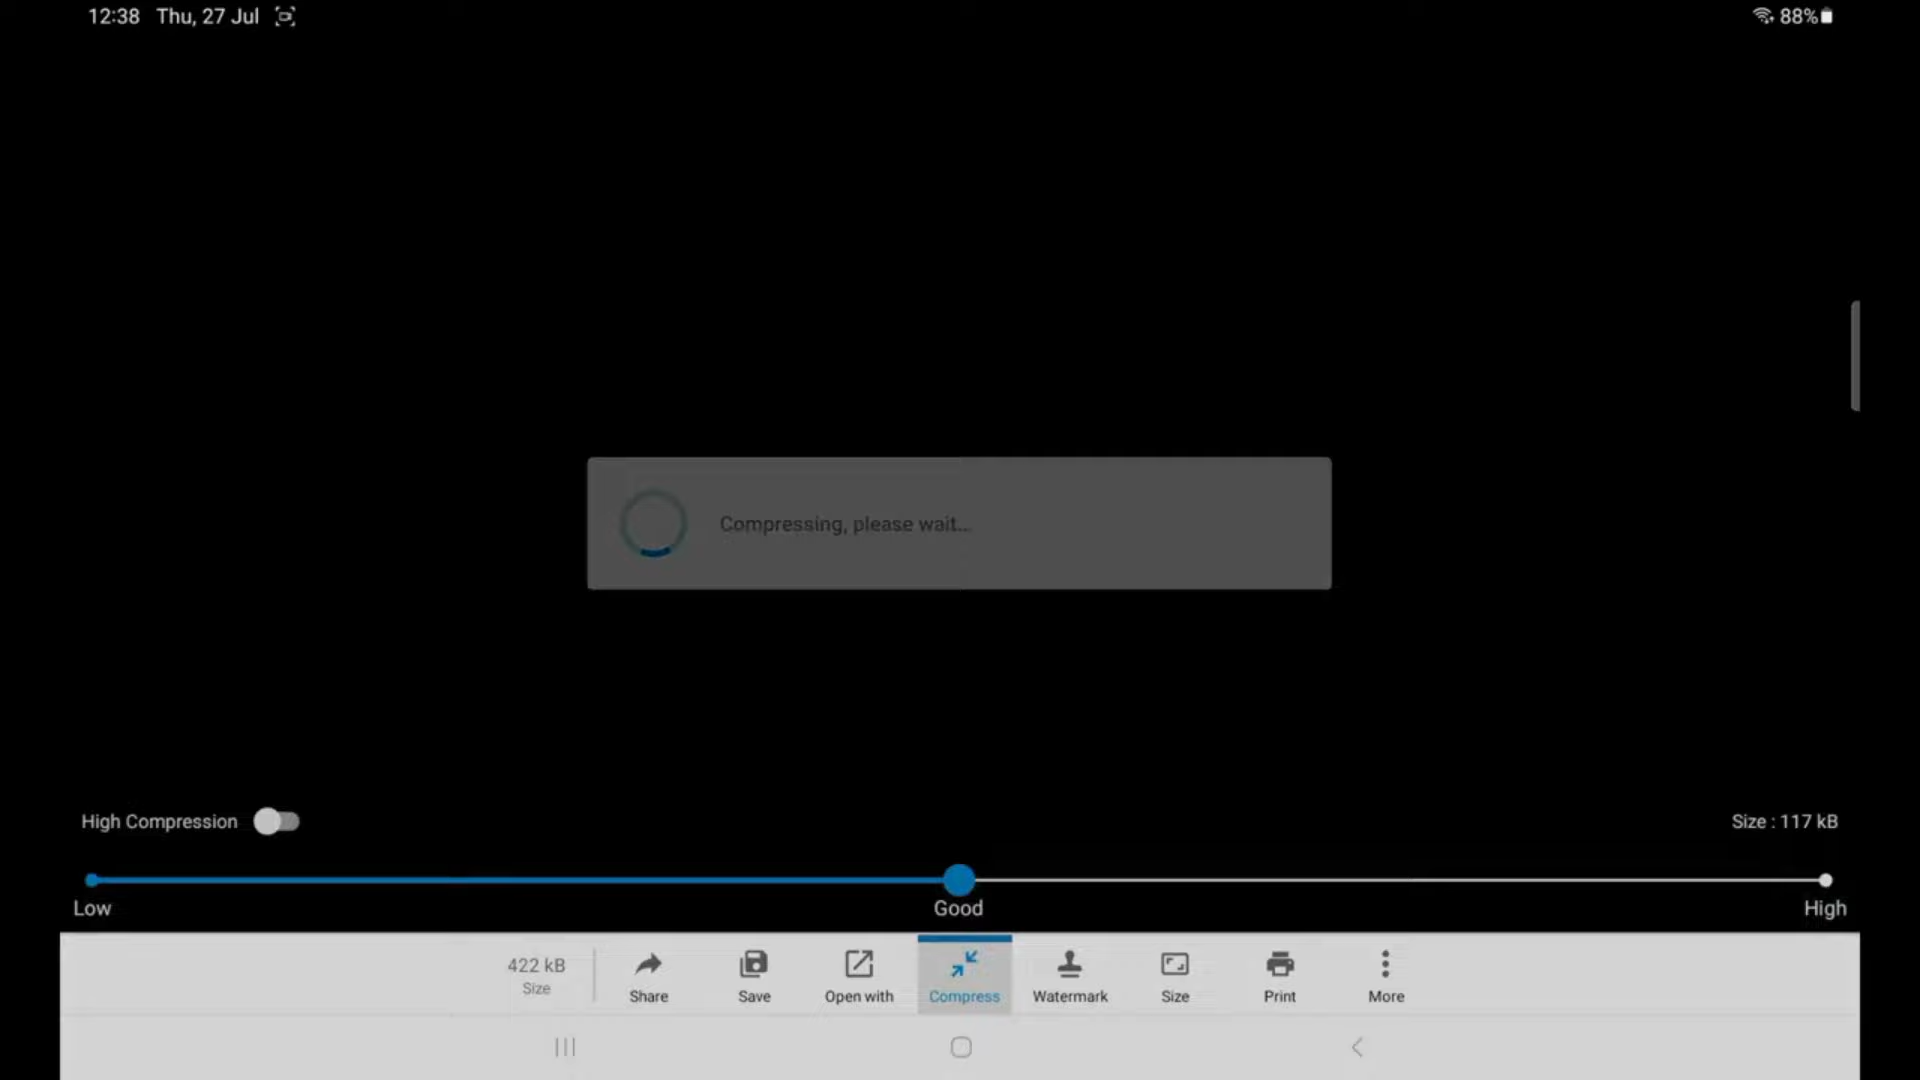 12:38 Thu, 27 Jul
88%
Compressing, please wait...
High Compression
Size : 117 kB
Low
Good
High
422 kB
Size
Share
Save
Open with
Compress
Watermark
Size
Print
More